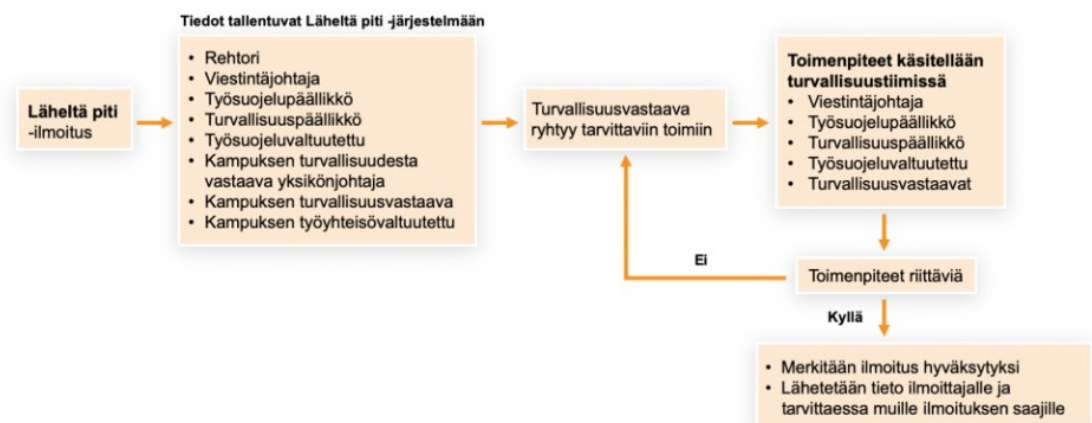 Tiedot tallentuvat Läheltä piti -järjestelmään
Läheltä piti
-ilmoitus
• Rehtori
• Viestintäjohtaja
• Työsuojelupäällikkö
• Turvallisuuspäällikkö
• Työsuojeluvaltuutettu
• Kampuksen turvallisuudesta
vastaava yksikönjohtaja
• Kampuksen turvallisuusvastaava
• Kampuksen työyhteisövaltuutettu
Turvallisuusvastaava
ryhtyy tarvittaviin toimiin
Toimenpiteet käsitellään
turvallisuustiimissä
• Viestintäjohtaja
• Työsuojelupäällikkö
• Turvallisuuspäällikkö
• Työsuojeluvaltuutettu
• Turvallisuusvastaavat
Ei
Toimenpiteet riittäviä
Kyllä
• Merkitään ilmoitus hyväksytyksi
• Lähetetään tieto ilmoittajalle ja
tarvittaessa muille ilmoituksen saajille